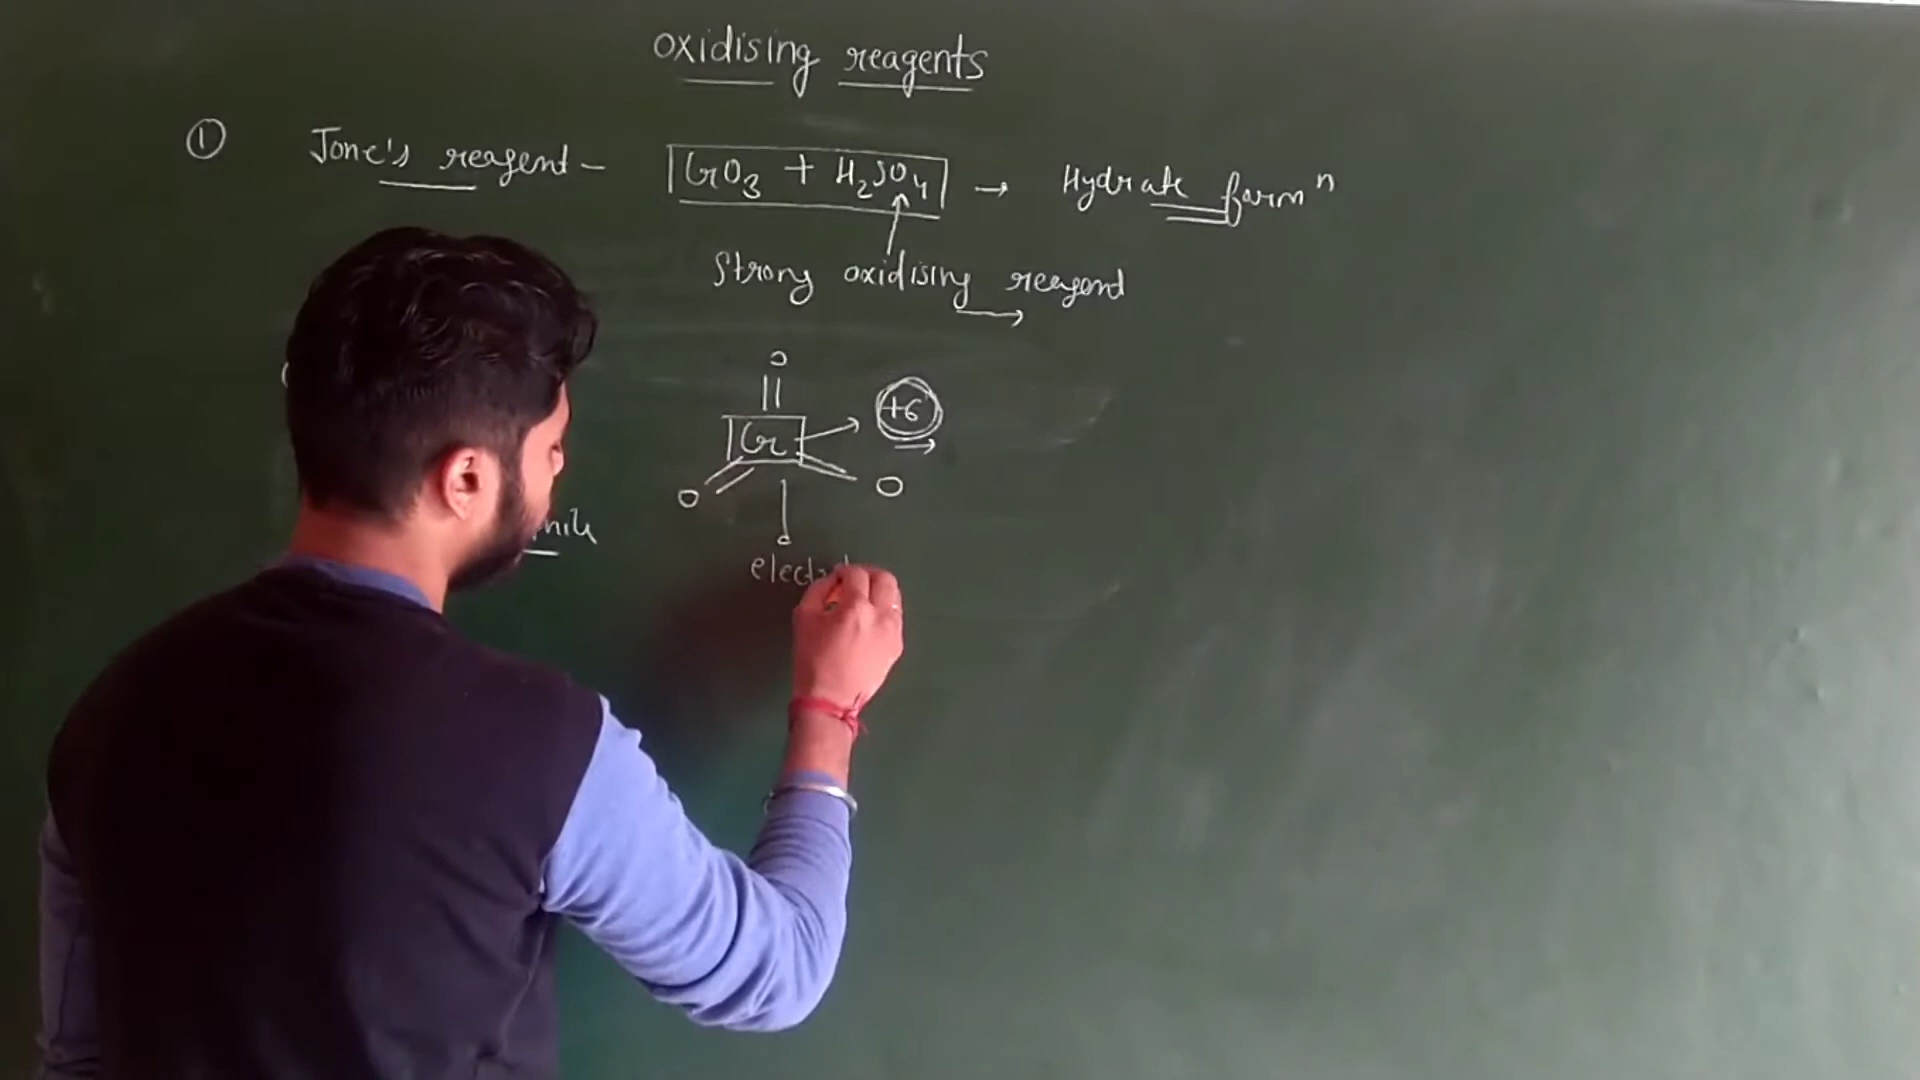 oxidising reagents
① Jone's reagent – CrO3 + H2SO4 → Hydrate formn
Strong oxidising reagend
O
Cr → +6
O O
elect